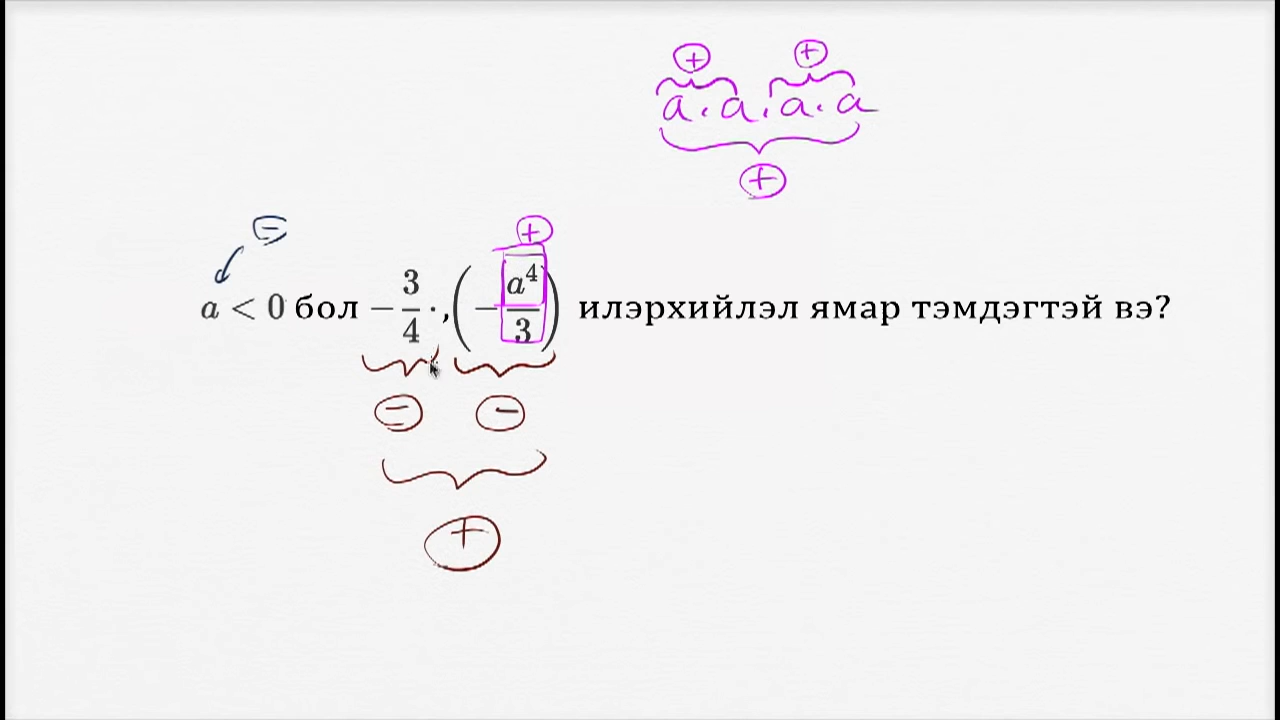 ⊕ ⊕
a · a · a · a
⊕
⊖ ⊕
a < 0 бол −3/4 ·, (−a⁴/3) илэрхийлэл ямар тэмдэгтэй вэ?
⊖ ⊖
⊕